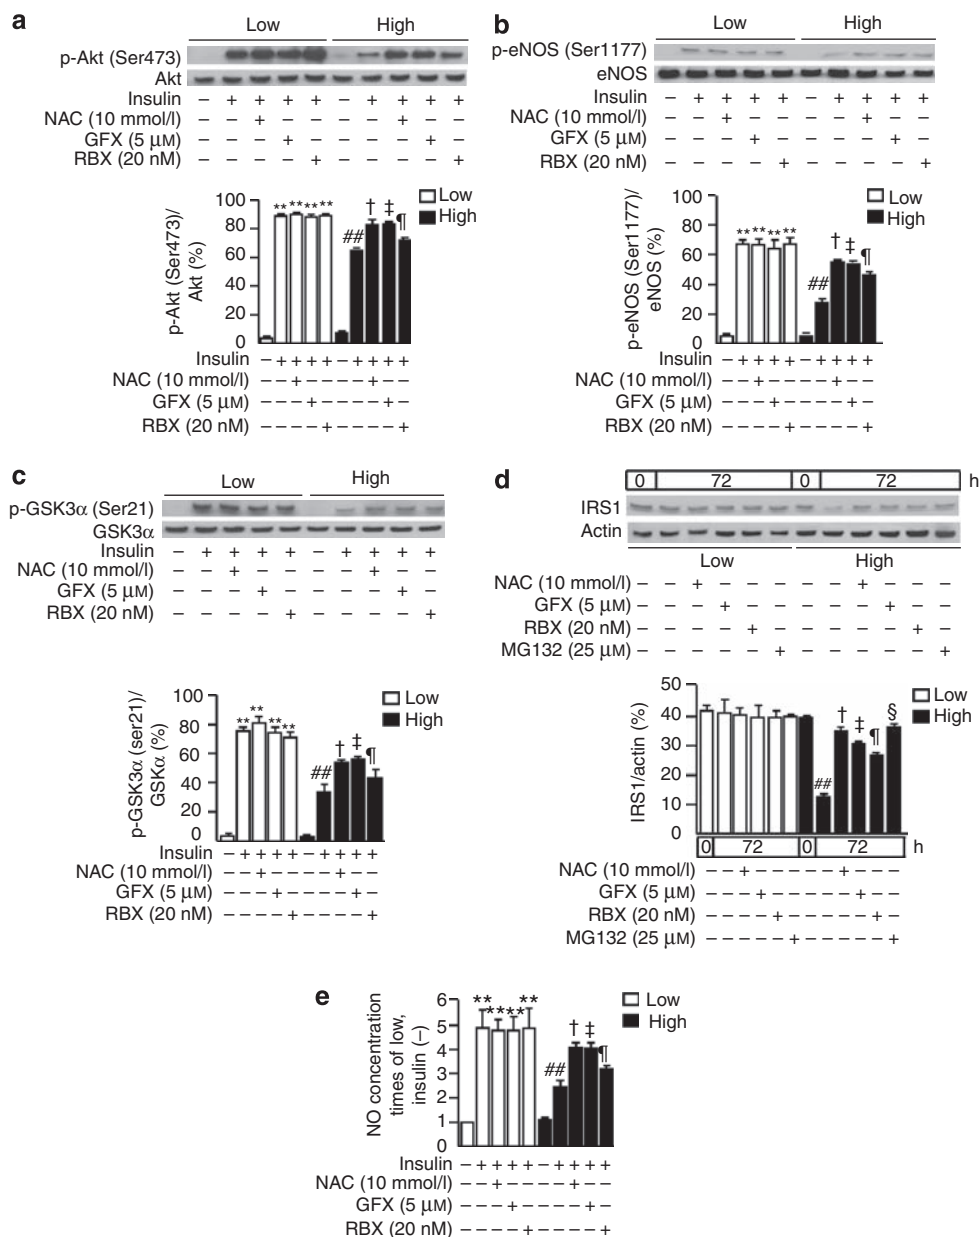 a
Low High
p-Akt (Ser473)
Akt
Insulin − + + + + − + + + +
NAC (10 mmol/l) − − + − − − − + − −
GFX (5 μM) − − − + − − − − + −
RBX (20 nM) − − − − + − − − − +
Low
High
p-Akt (Ser473)/
Akt (%)
100
80
60
40
20
0
** ** ** ** ## † ‡ ¶
Insulin − + + + + − + + + +
NAC (10 mmol/l) − − + − − − − + − −
GFX (5 μM) − − − + − − − − + −
RBX (20 nM) − − − − + − − − − +
b
Low High
p-eNOS (Ser1177)
eNOS
Insulin − + + + + − + + + +
NAC (10 mmol/l) − − + − − − − + − −
GFX (5 μM) − − − + − − − − + −
RBX (20 nM) − − − − + − − − − +
Low
High
p-eNOS (Ser1177)/
eNOS (%)
100
80
60
40
20
0
** ** ** ** ## † ‡ ¶
Insulin − + + + + − + + + +
NAC (10 mmol/l) − − + − − − − + − −
GFX (5 μM) − − − + − − − − + −
RBX (20 nM) − − − − + − − − − +
c
Low High
p-GSK3α (Ser21)
GSK3α
Insulin − + + + + − + + + +
NAC (10 mmol/l) − − + − − − − + − −
GFX (5 μM) − − − + − − − − + −
RBX (20 nM) − − − − + − − − − +
Low
High
p-GSK3α (ser21)/
GSKα (%)
100
80
60
40
20
0
** ** ** ** ## † ‡ ¶
Insulin − + + + + − + + + +
NAC (10 mmol/l) − − + − − − − + − −
GFX (5 μM) − − − + − − − − + −
RBX (20 nM) − − − − + − − − − +
d
0 72 0 72 h
IRS1
Actin
Low High
NAC (10 mmol/l) − − + − − − − − + − − −
GFX (5 μM) − − − + − − − − − + − −
RBX (20 nM) − − − − + − − − − − + −
MG132 (25 μM) − − − − − + − − − − − +
Low
High
IRS1/actin (%)
50
40
30
20
10
0
## † ‡ ¶ §
0 72 0 72 h
NAC (10 mmol/l) − − + − − − − − + − − −
GFX (5 μM) − − − + − − − − − + − −
RBX (20 nM) − − − − + − − − − − + −
MG132 (25 μM) − − − − − + − − − − − +
e
Low
High
NO concentration
times of low,
insulin (−)
6
5
4
3
2
1
0
** ** ** ** ## † ‡ ¶
Insulin − + + + + − + + + +
NAC (10 mmol/l) − − + − − − − + − −
GFX (5 μM) − − − + − − − − + −
RBX (20 nM) − − − − + − − − − +